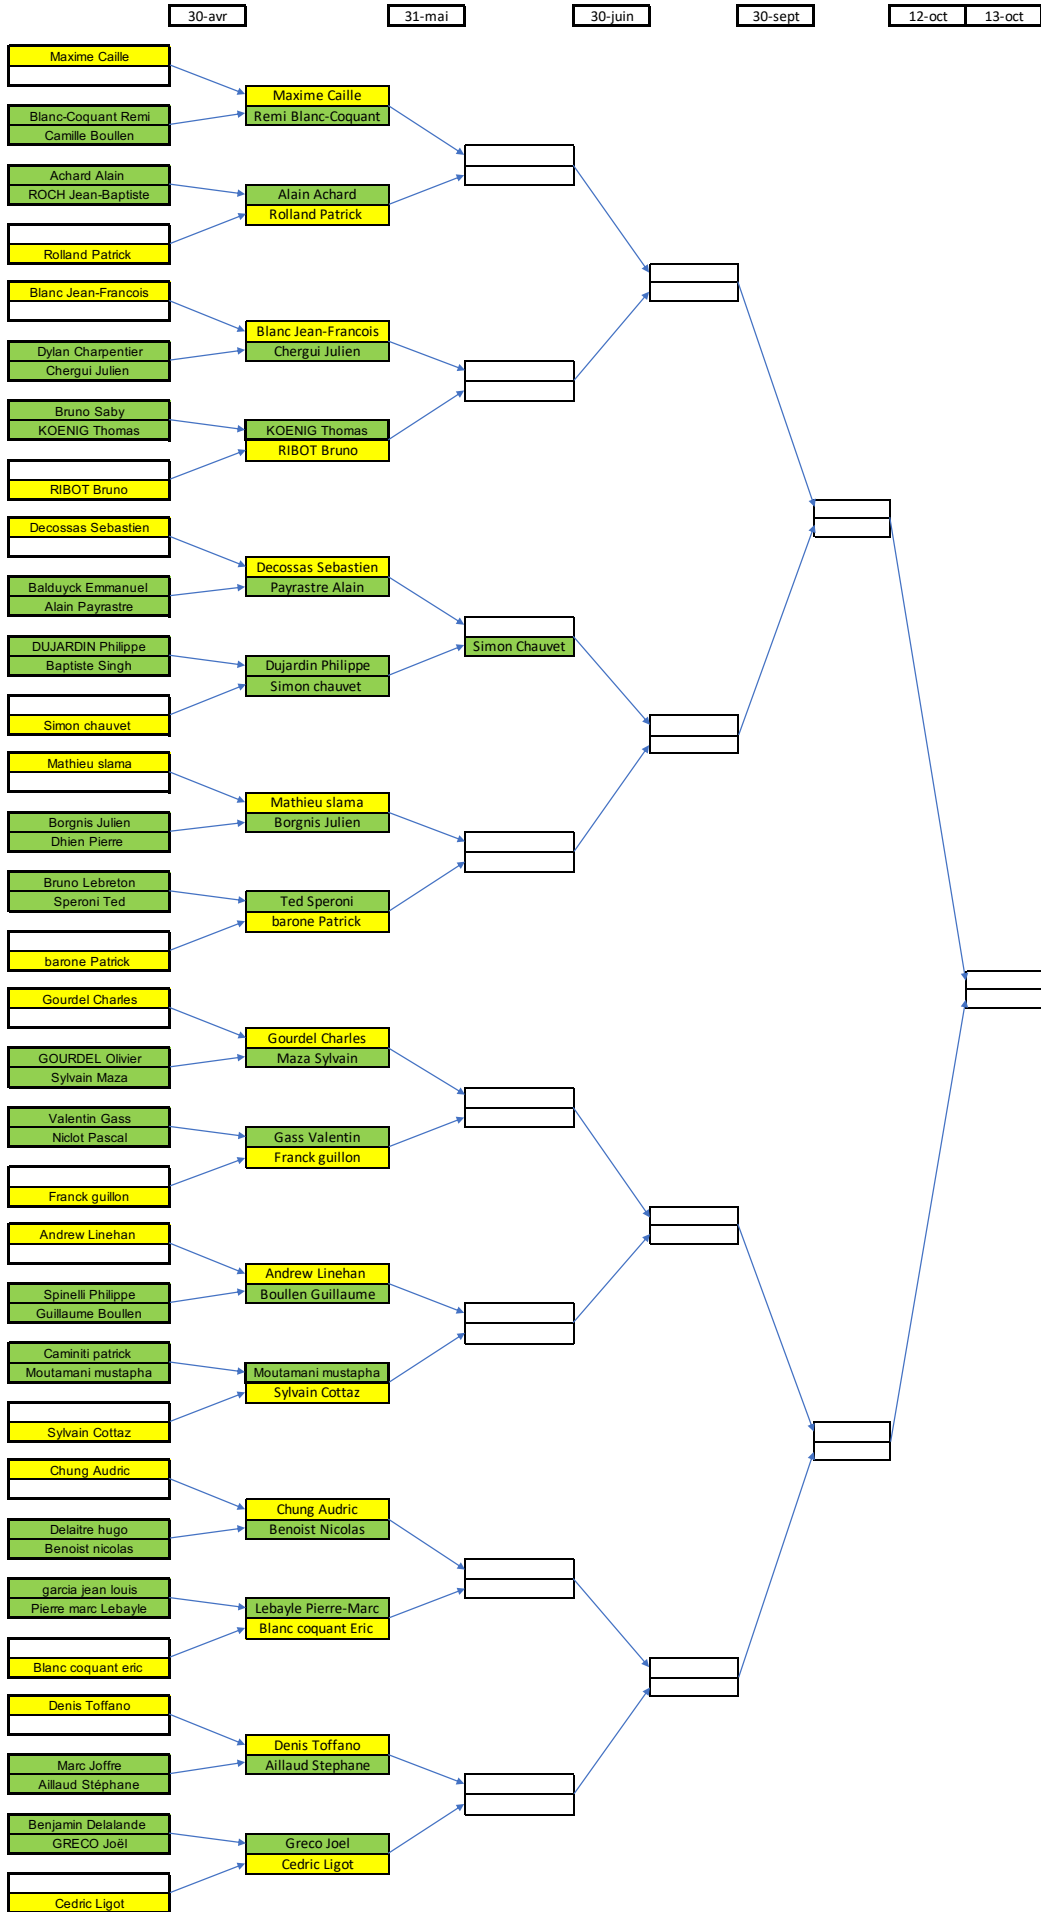 30-avr
31-mai
30-juin
30-sept
12-oct
13-oct
Maxime Caille
Blanc-Coquant Remi
Camille Boullen
Achard Alain
ROCH Jean-Baptiste
Rolland Patrick
Blanc Jean-Francois
Dylan Charpentier
Chergui Julien
Bruno Saby
KOENIG Thomas
RIBOT Bruno
Decossas Sebastien
Balduyck Emmanuel
Alain Payrastre
DUJARDIN Philippe
Baptiste Singh
Simon chauvet
Mathieu slama
Borgnis Julien
Dhien Pierre
Bruno Lebreton
Speroni Ted
barone Patrick
Gourdel Charles
GOURDEL Olivier
Sylvain Maza
Valentin Gass
Niclot Pascal
Franck guillon
Andrew Linehan
Spinelli Philippe
Guillaume Boullen
Caminiti patrick
Moutamani mustapha
Sylvain Cottaz
Chung Audric
Delaitre hugo
Benoist nicolas
garcia jean louis
Pierre marc Lebayle
Blanc coquant eric
Denis Toffano
Marc Joffre
Aillaud Stéphane
Benjamin Delalande
GRECO Joël
Cedric Ligot
Maxime Caille
Remi Blanc-Coquant
Alain Achard
Rolland Patrick
Blanc Jean-Francois
Chergui Julien
KOENIG Thomas
RIBOT Bruno
Decossas Sebastien
Payrastre Alain
Dujardin Philippe
Simon chauvet
Mathieu slama
Borgnis Julien
Ted Speroni
barone Patrick
Gourdel Charles
Maza Sylvain
Gass Valentin
Franck guillon
Andrew Linehan
Boullen Guillaume
Moutamani mustapha
Sylvain Cottaz
Chung Audric
Benoist Nicolas
Lebayle Pierre-Marc
Blanc coquant Eric
Denis Toffano
Aillaud Stephane
Greco Joel
Cedric Ligot
Simon Chauvet